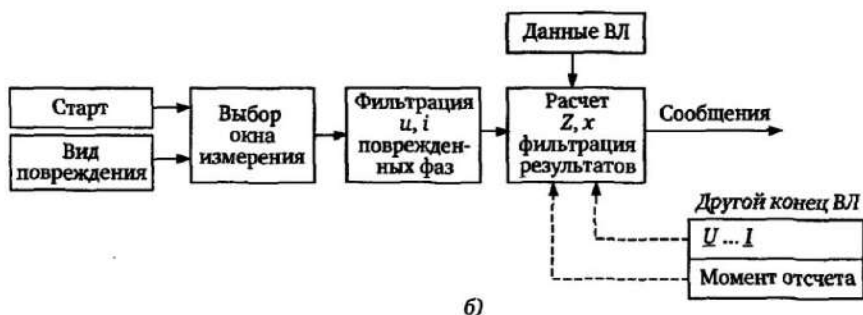 Данные ВЛ
Старт
Вид
повреждения
Выбор
окна
измерения
Фильтрация
u, i
поврежден-
ных фаз
Расчет
Z, x
фильтрация
результатов
Сообщения
Другой конец ВЛ
U ... I
Момент отсчета
б)